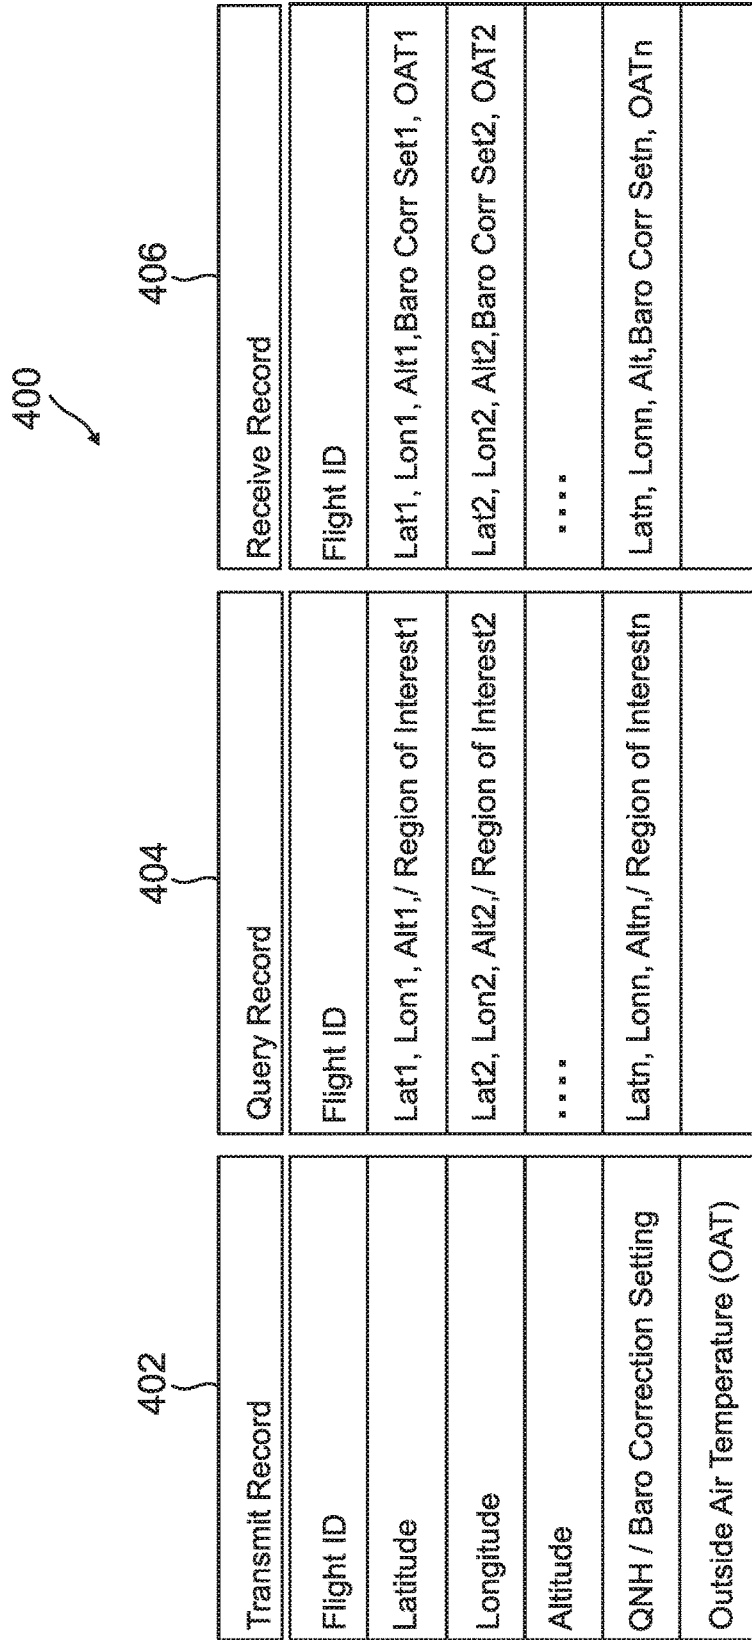 400
402
Transmit Record
Flight ID
Latitude
Longitude
Altitude
QNH / Baro Correction Setting
Outside Air Temperature (OAT)
404
Query Record
Flight ID
Lat1, Lon1, Alt1,/ Region of Interest1
Lat2, Lon2, Alt2,/ Region of Interest2
....
Latn, Lonn, Altn,/ Region of Interestn
406
Receive Record
Flight ID
Lat1, Lon1, Alt1,Baro Corr Set1, OAT1
Lat2, Lon2, Alt2,Baro Corr Set2, OAT2
....
Latn, Lonn, Alt,Baro Corr Setn, OATn